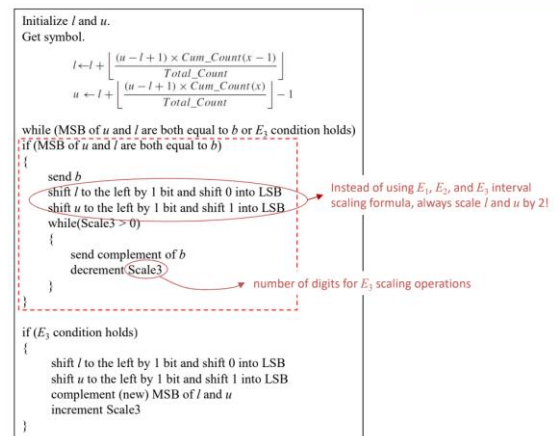 Initialize l and u.
Get symbol.
l ← l + ⌊ (u − l + 1) × Cum_Count(x − 1) / Total_Count ⌋
u ← l + ⌊ (u − l + 1) × Cum_Count(x) / Total_Count ⌋ − 1
while (MSB of u and l are both equal to b or E₃ condition holds)
if (MSB of u and l are both equal to b)
{
send b
shift l to the left by 1 bit and shift 0 into LSB
shift u to the left by 1 bit and shift 1 into LSB
Instead of using E₁, E₂, and E₃ interval
scaling formula, always scale l and u by 2!
while(Scale3 > 0)
{
send complement of b
decrement Scale3
}
number of digits for E₃ scaling operations
}
if (E₃ condition holds)
{
shift l to the left by 1 bit and shift 0 into LSB
shift u to the left by 1 bit and shift 1 into LSB
complement (new) MSB of l and u
increment Scale3
}